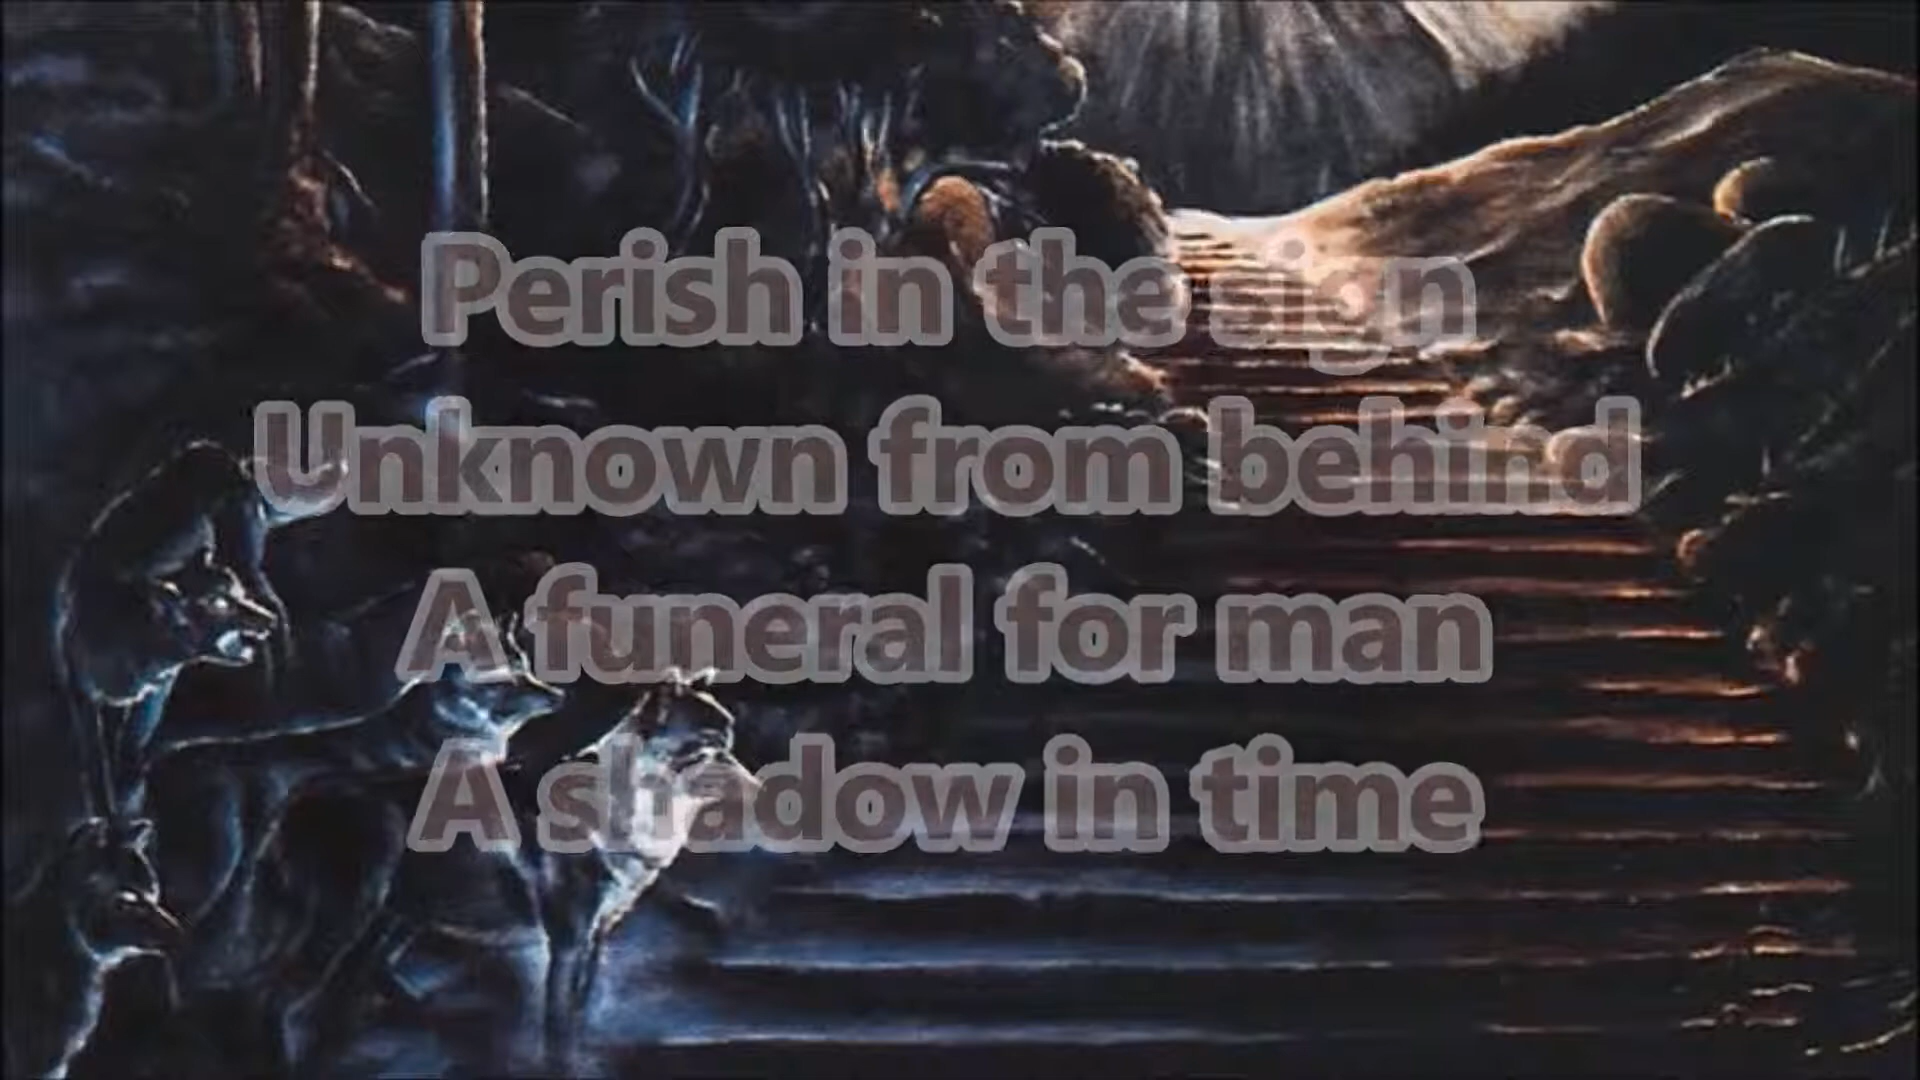 Perish in the sign
Unknown from behind
A funeral for man
A shadow in time